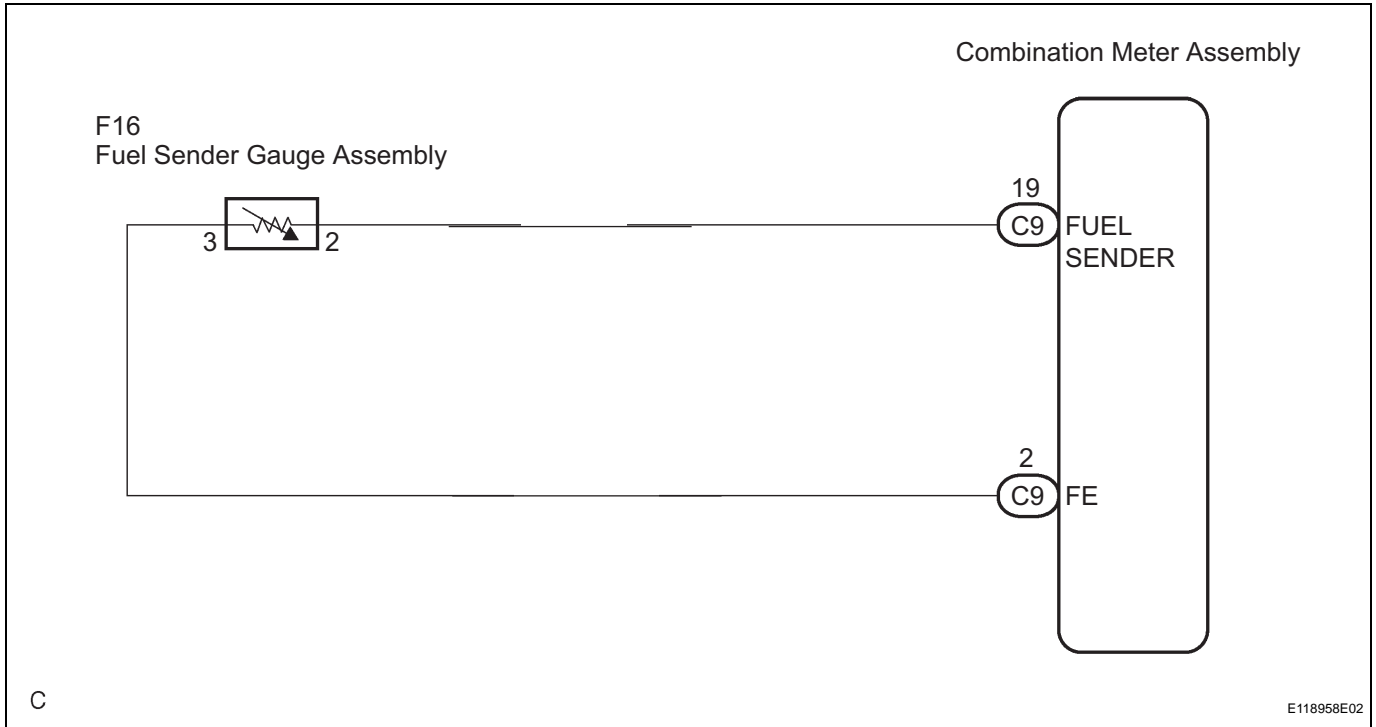 Combination Meter Assembly
F16
Fuel Sender Gauge Assembly
3
2
19
C9
FUEL
SENDER
2
C9
FE
C
E118958E02